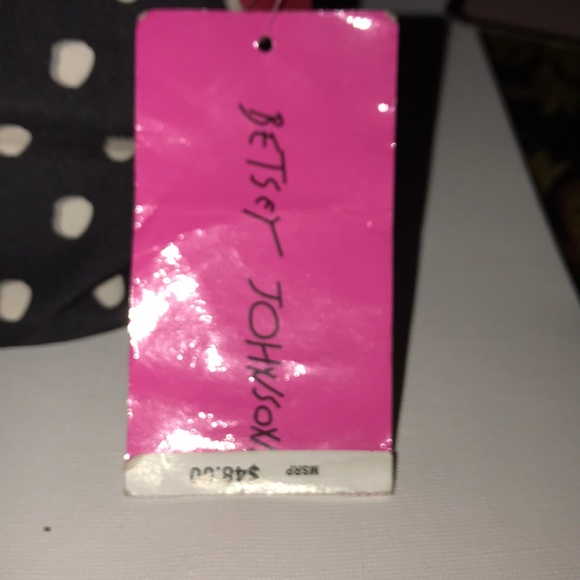 BETSEY JOHNSON.
MSRP $48.00